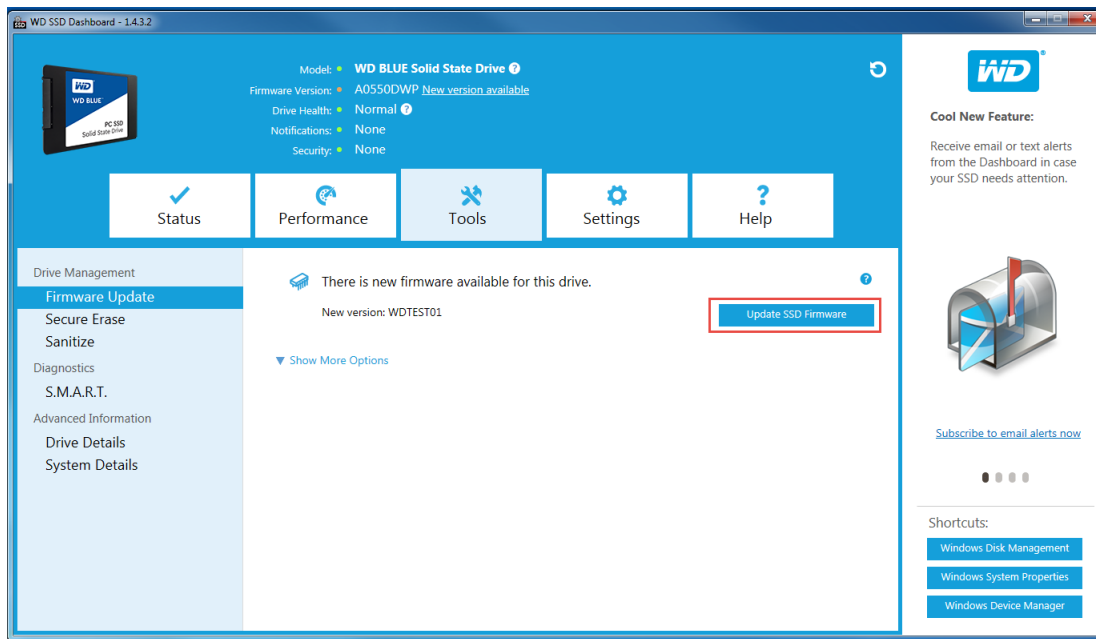 WD SSD Dashboard - 1.4.3.2
WD
WD BLUE
PC SSD
Solid State Drive
Model: WD BLUE Solid State Drive ?
Firmware Version: A0550DWP New version available
Drive Health: Normal ?
Notifications: None
Security: None
Status
Performance
Tools
?
Settings
Help
Drive Management
Firmware Update
Secure Erase
Sanitize
Diagnostics
S.M.A.R.T.
Advanced Information
Drive Details
System Details
There is new firmware available for this drive.
?
New version: WDTEST01
Update SSD Firmware
Show More Options
WD®
Cool New Feature:
Receive email or text alerts
from the Dashboard in case
your SSD needs attention.
Subscribe to email alerts now
Shortcuts:
Windows Disk Management
Windows System Properties
Windows Device Manager